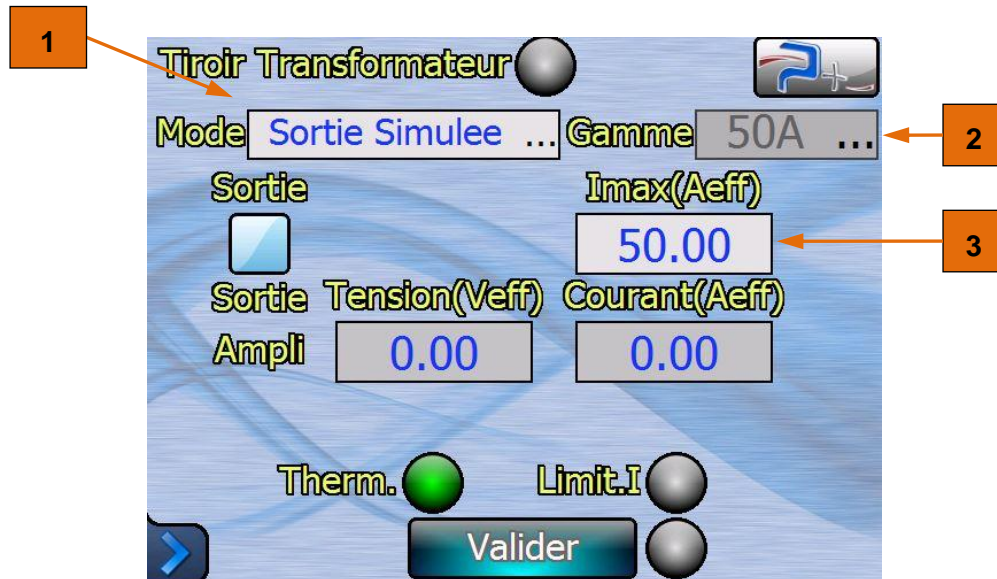 1
Tiroir Transformateur
Mode Sortie Simulee ... Gamme 50A ...
2
Sortie Imax(Aeff)
50.00
3
Sortie Tension(Veff) Courant(Aeff)
Ampli 0.00 0.00
Therm. Limit.I
Valider